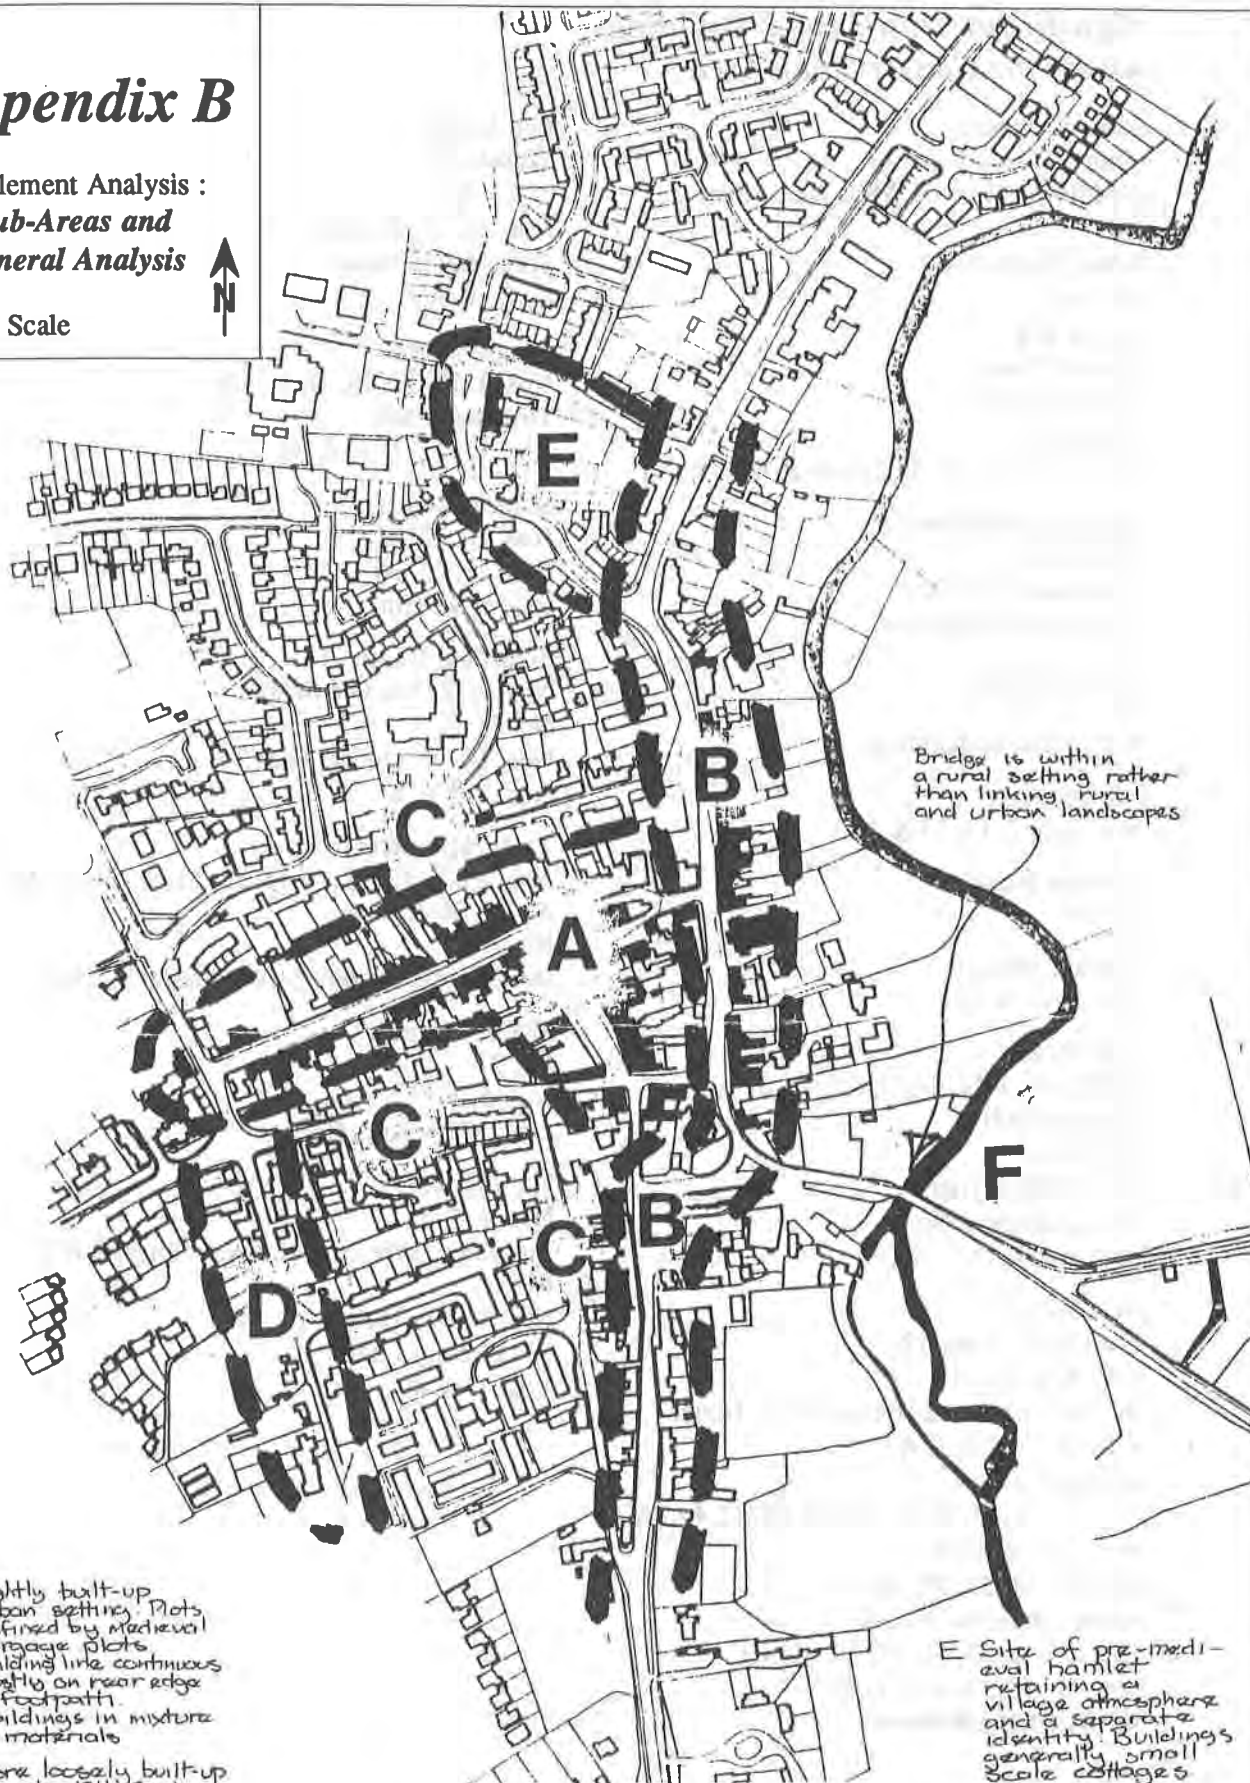 pendix B
lement Analysis :
ub-Areas and
neral Analysis
N
Scale
E
B
Bridge is within
a rural setting rather
than linking rural
and urban landscapes
C
A
C
F
B
C
D
ghtly built-up
ban setting. Plots
fined by medieval
rgage plots
ilding line continuous
stly on rear edge
footpath.
ildings in mixture
materials
ore loosely built-up
E Site of pre-medi-
eval hamlet
retaining a
village atmosphere
and a separate
identity. Buildings
generally small
scale cottages